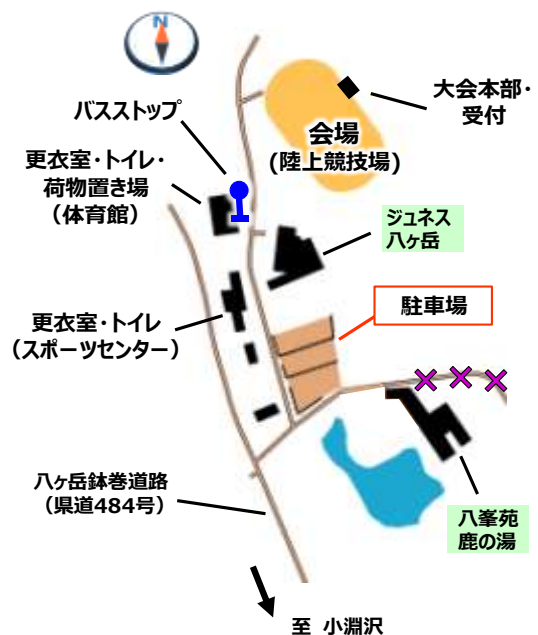 N
大会本部・
受付
バスストップ
会場
(陸上競技場)
更衣室・トイレ・
荷物置き場
（体育館）
ジュネス
八ヶ岳
駐車場
更衣室・トイレ
（スポーツセンター）
八ヶ岳鉢巻道路
（県道484号）
八峯苑
鹿の湯
至 小淵沢